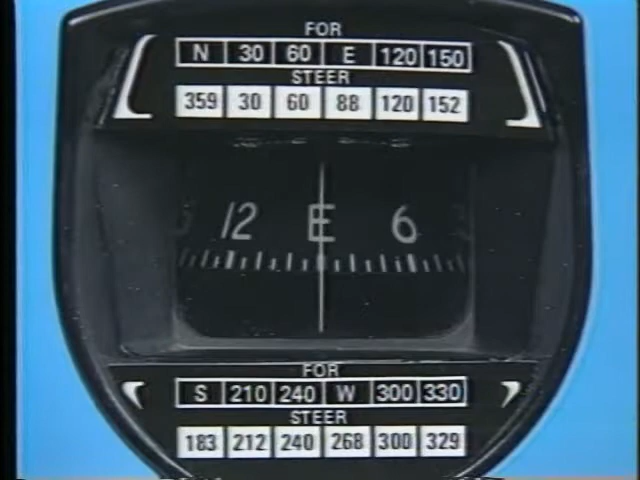 FOR
N 30 60 E 120 150
STEER
359 30 60 88 120 152
12 E 6
FOR
S 210 240 W 300 330
STEER
183 212 240 268 300 329